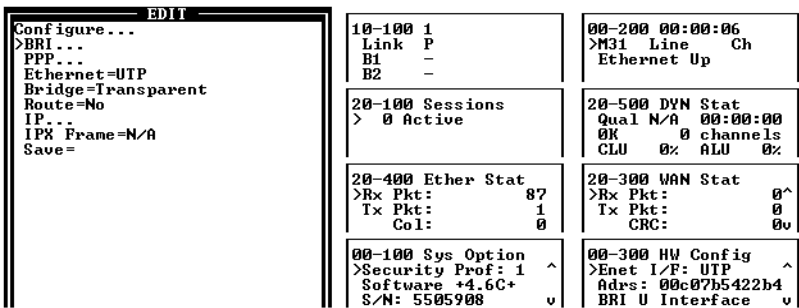 EDIT
Configure...
>BRI...
PPP...
Ethernet=UTP
Bridge=Transparent
Route=No
IP...
IPX Frame=N/A
Save=
10-100 1
Link P
B1 -
B2 -
00-200 00:00:06
>M31 Line Ch
Ethernet Up
20-100 Sessions
> 0 Active
20-500 DYN Stat
Qual N/A 00:00:00
0K 0 channels
CLU 0% ALU 0%
20-400 Ether Stat
>Rx Pkt: 87
Tx Pkt: 1
Col: 0
20-300 WAN Stat
>Rx Pkt: 0^
Tx Pkt: 0
CRC: 0v
00-100 Sys Option
>Security Prof: 1 ^
Software +4.6C+
S/N: 5505908 v
00-300 HW Config
>Enet I/F: UTP ^
Adrs: 00c07b5422b4
BRI U Interface v